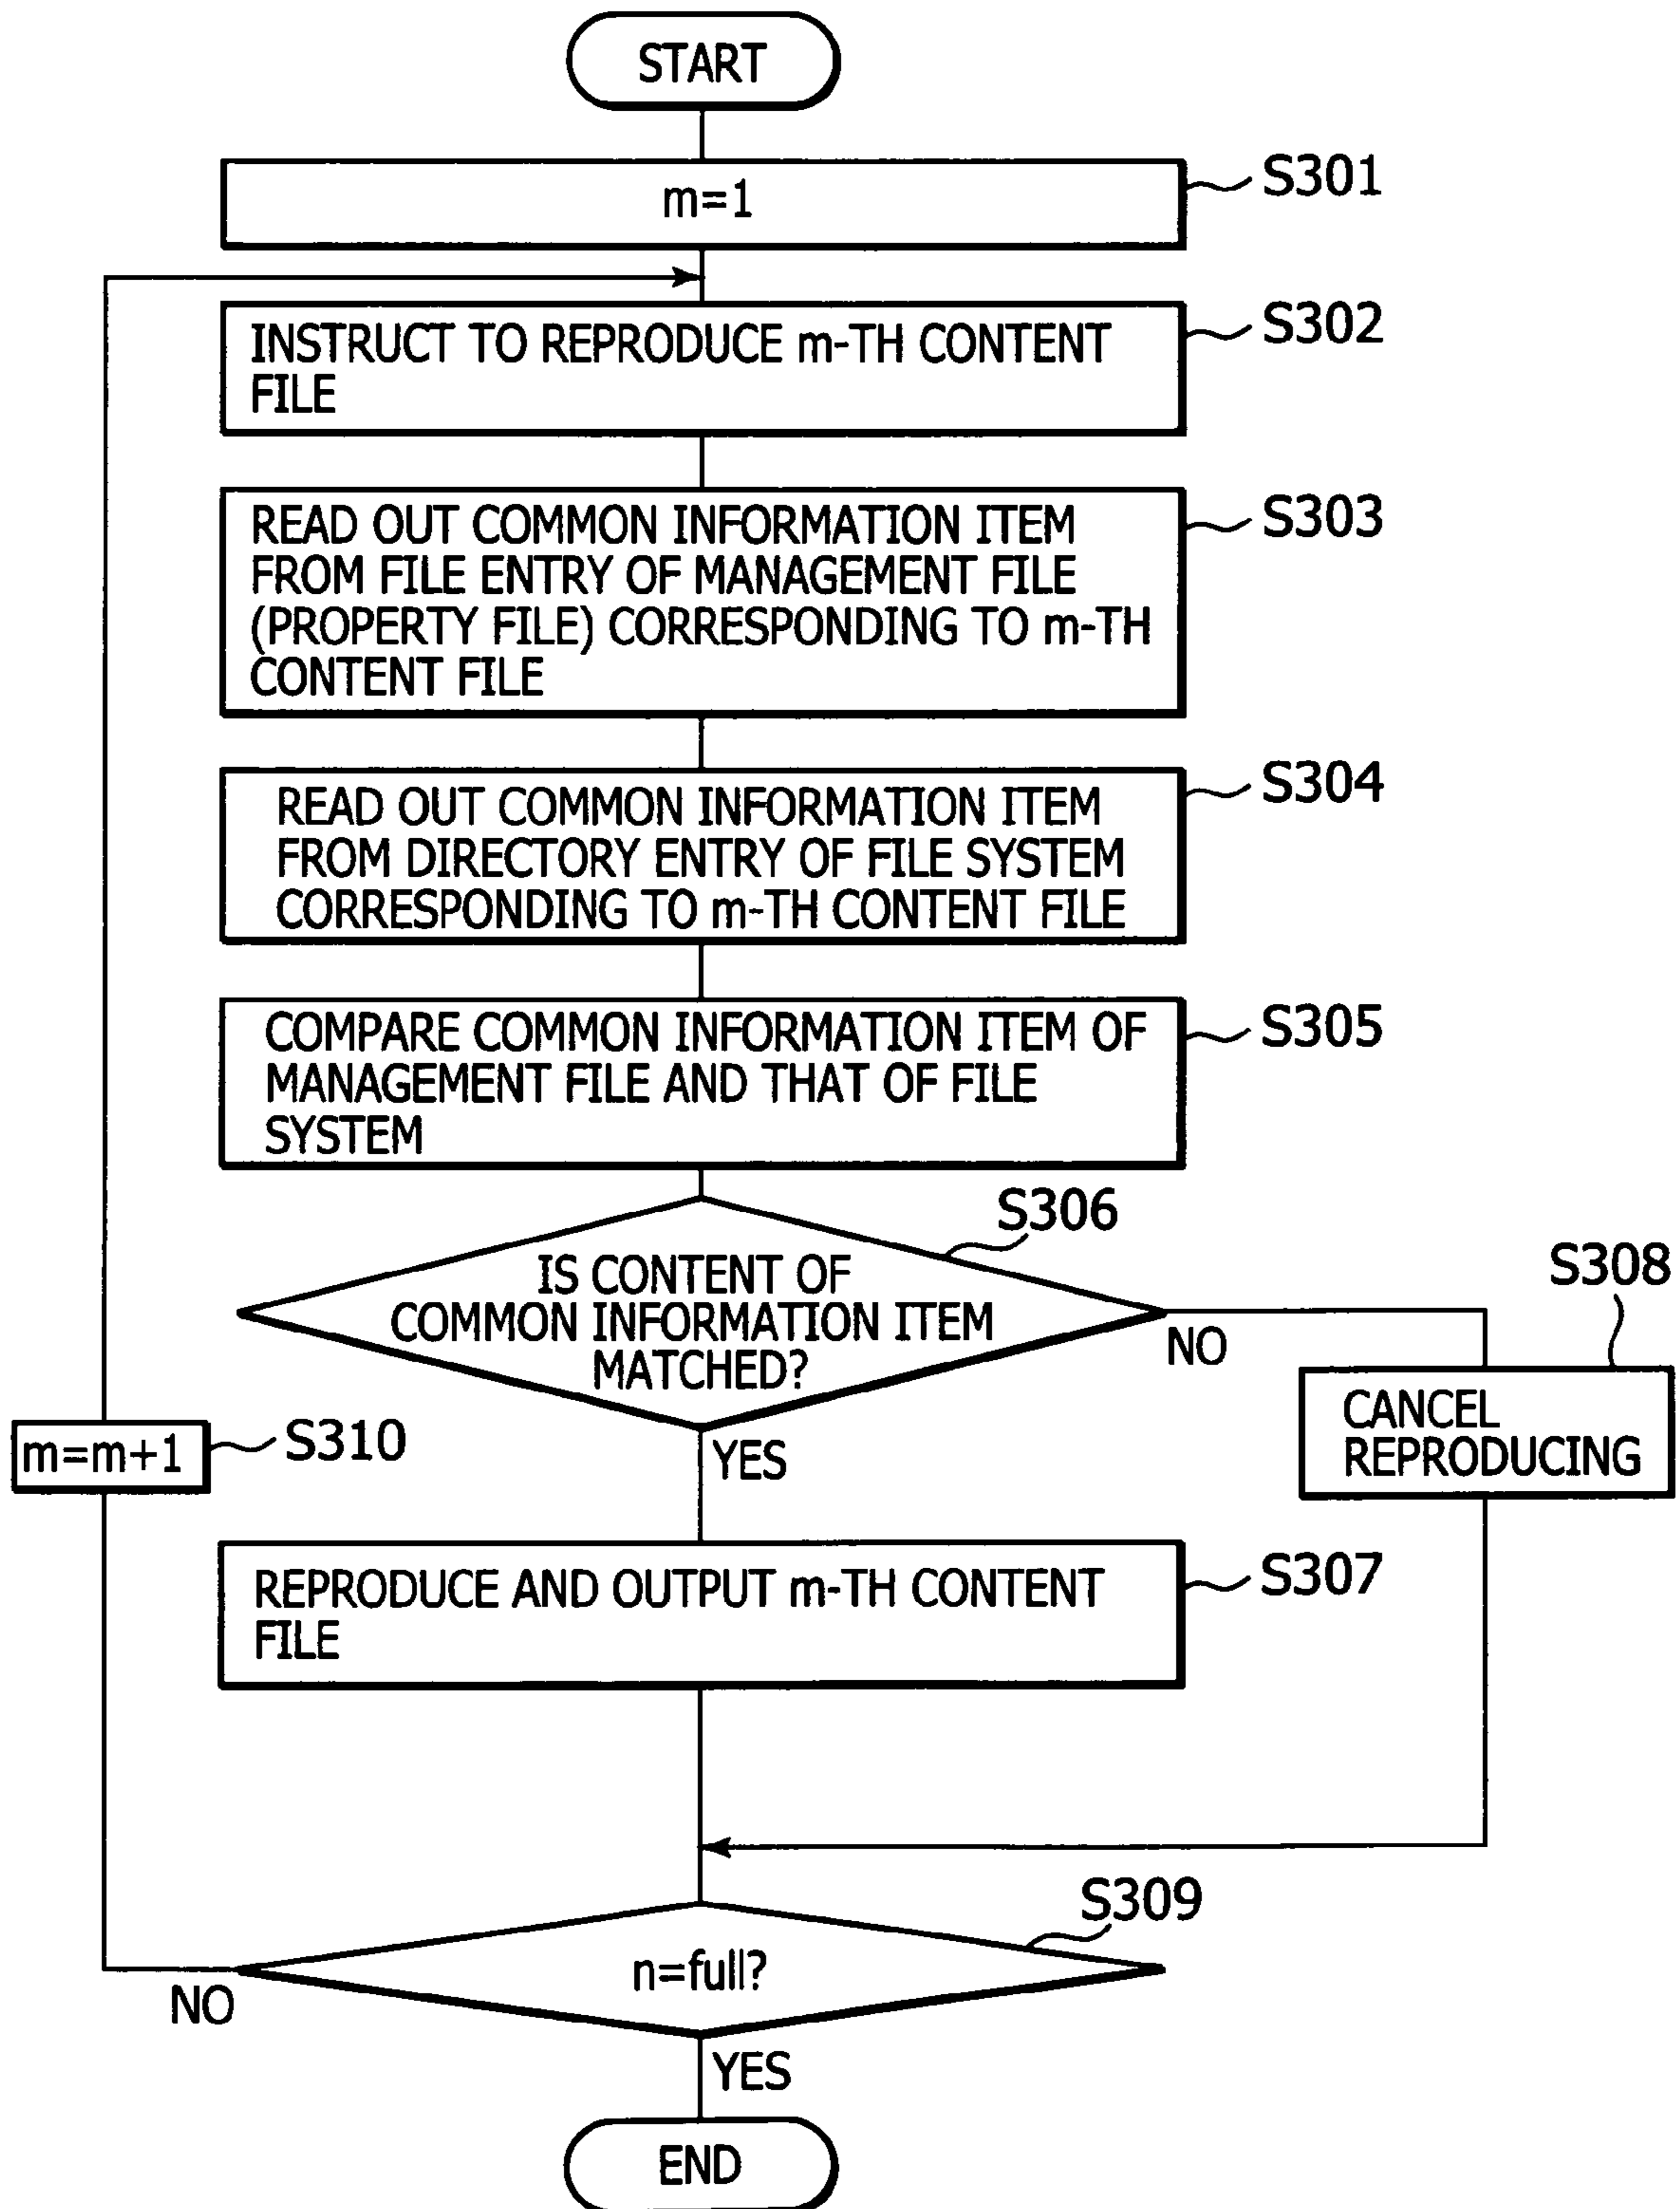 START
m=1
S301
INSTRUCT TO REPRODUCE m-TH CONTENT
FILE
S302
READ OUT COMMON INFORMATION ITEM
FROM FILE ENTRY OF MANAGEMENT FILE
(PROPERTY FILE) CORRESPONDING TO m-TH
CONTENT FILE
S303
READ OUT COMMON INFORMATION ITEM
FROM DIRECTORY ENTRY OF FILE SYSTEM
CORRESPONDING TO m-TH CONTENT FILE
S304
COMPARE COMMON INFORMATION ITEM OF
MANAGEMENT FILE AND THAT OF FILE
SYSTEM
S305
IS CONTENT OF
COMMON INFORMATION ITEM
MATCHED?
S306
NO
S308
CANCEL
REPRODUCING
YES
m=m+1
S310
REPRODUCE AND OUTPUT m-TH CONTENT
FILE
S307
n=full?
S309
NO
YES
END